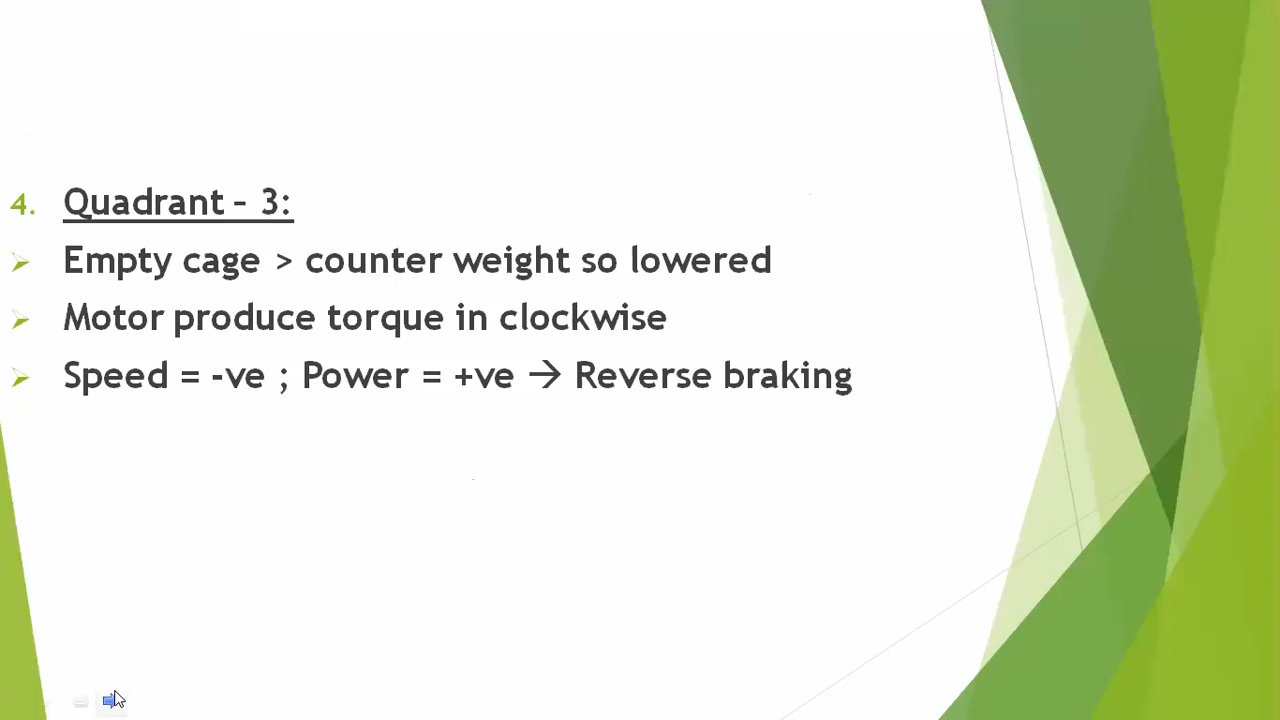 4. Quadrant – 3:
Empty cage > counter weight so lowered
Motor produce torque in clockwise
Speed = -ve ; Power = +ve → Reverse braking